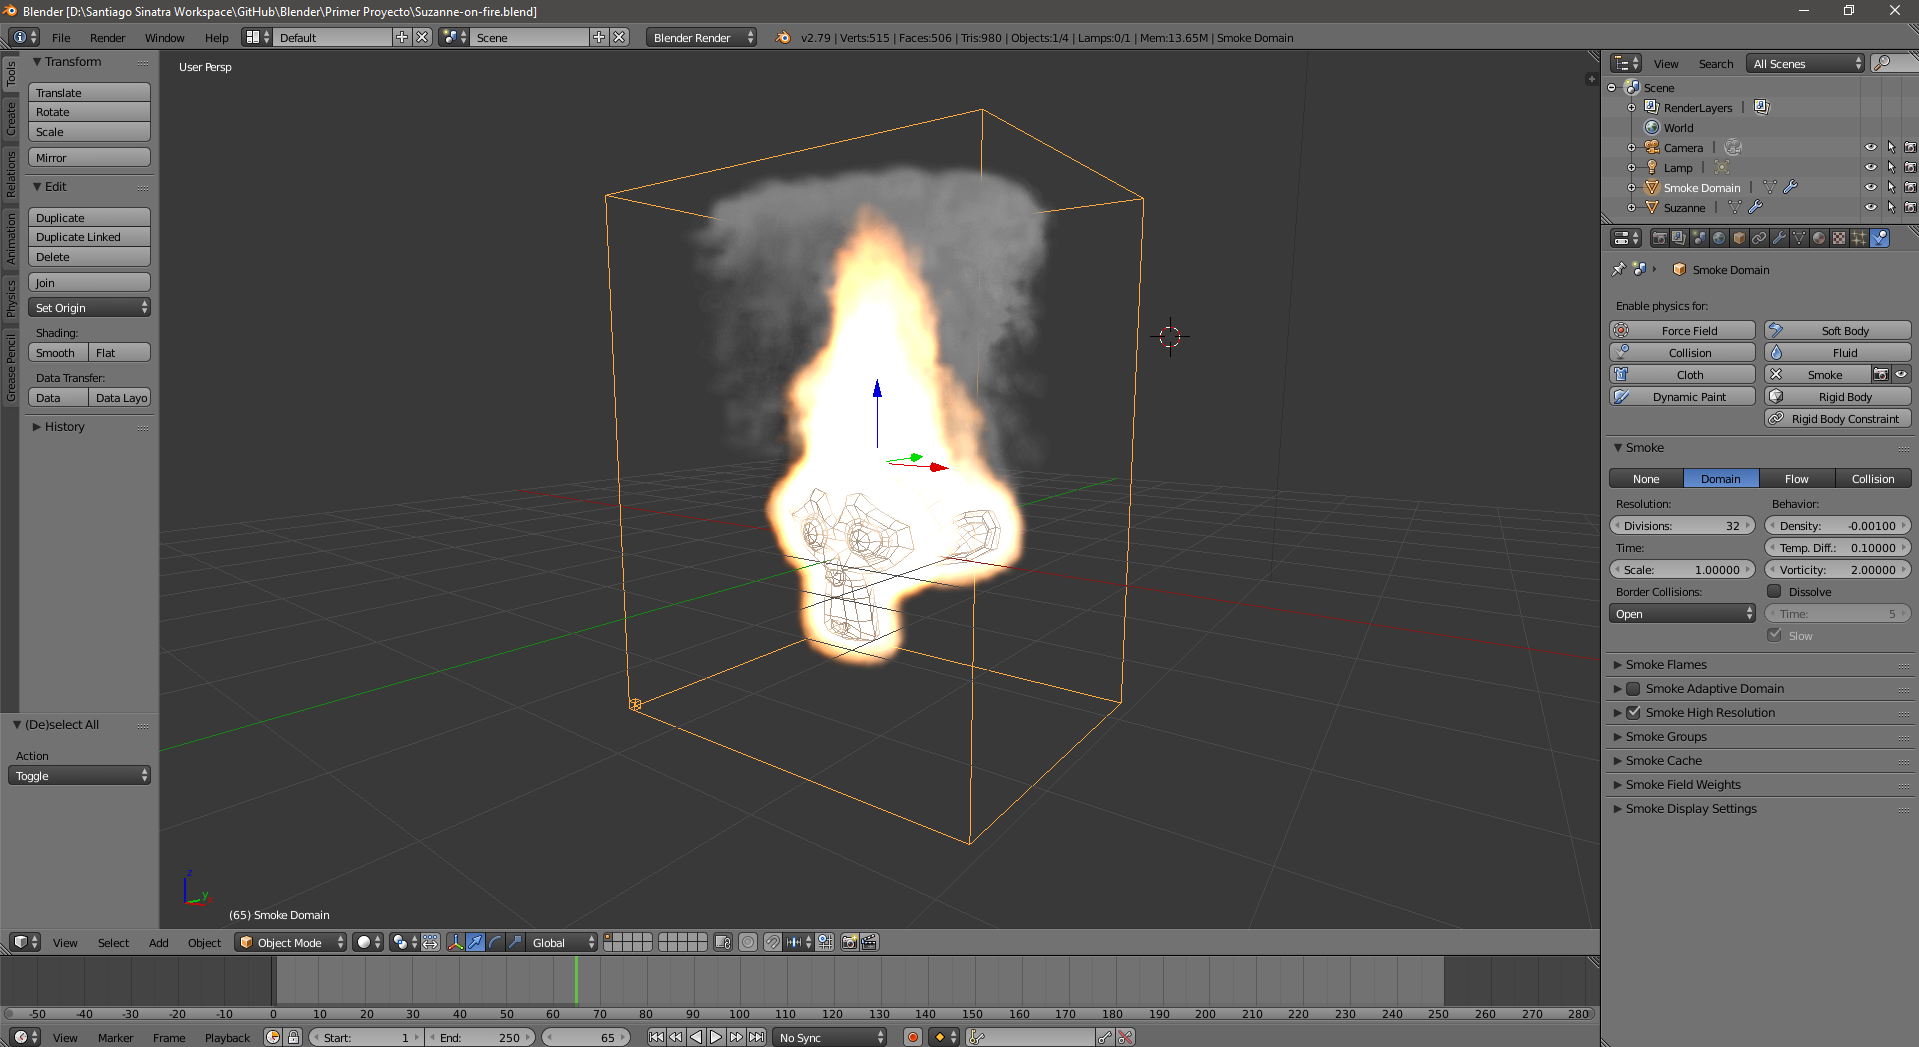 Blender [D:\Santiago Sinatra Workspace\GitHub\Blender\Primer Proyecto\Suzanne-on-fire.blend]
File Render Window Help Default Scene Blender Render v2.79 | Verts:515 | Faces:506 | Tris:980 | Objects:1/4 | Lamps:0/1 | Mem:13.65M | Smoke Domain
Tools
Create
Relations
Animation
Physics
Grease Pencil
Transform
Translate
Rotate
Scale
Mirror
Edit
Duplicate
Duplicate Linked
Delete
Join
Set Origin
Shading:
Smooth Flat
Data Transfer:
Data Data Layo
History
(De)select All
Action
Toggle
User Persp
z
y
(65) Smoke Domain
View Select Add Object Object Mode Global
-50 -40 -30 -20 -10 0 10 20 30 40 50 60 70 80 90 100 110 120 130 140 150 160 170 180 190 200 210 220 230 240 250 260 270 280
View Marker Frame Playback Start: 1 End: 250 65 No Sync
View Search All Scenes
Scene
RenderLayers |
World
Camera |
Lamp |
Smoke Domain |
Suzanne |
Smoke Domain
Enable physics for:
Force Field Soft Body
Collision Fluid
Cloth Smoke
Dynamic Paint Rigid Body
Rigid Body Constraint
Smoke
None Domain Flow Collision
Resolution: Behavior:
Divisions: 32 Density: -0.00100
Time: Temp. Diff.: 0.10000
Scale: 1.00000 Vorticity: 2.00000
Border Collisions: Dissolve
Open Time: 5
Slow
Smoke Flames
Smoke Adaptive Domain
Smoke High Resolution
Smoke Groups
Smoke Cache
Smoke Field Weights
Smoke Display Settings